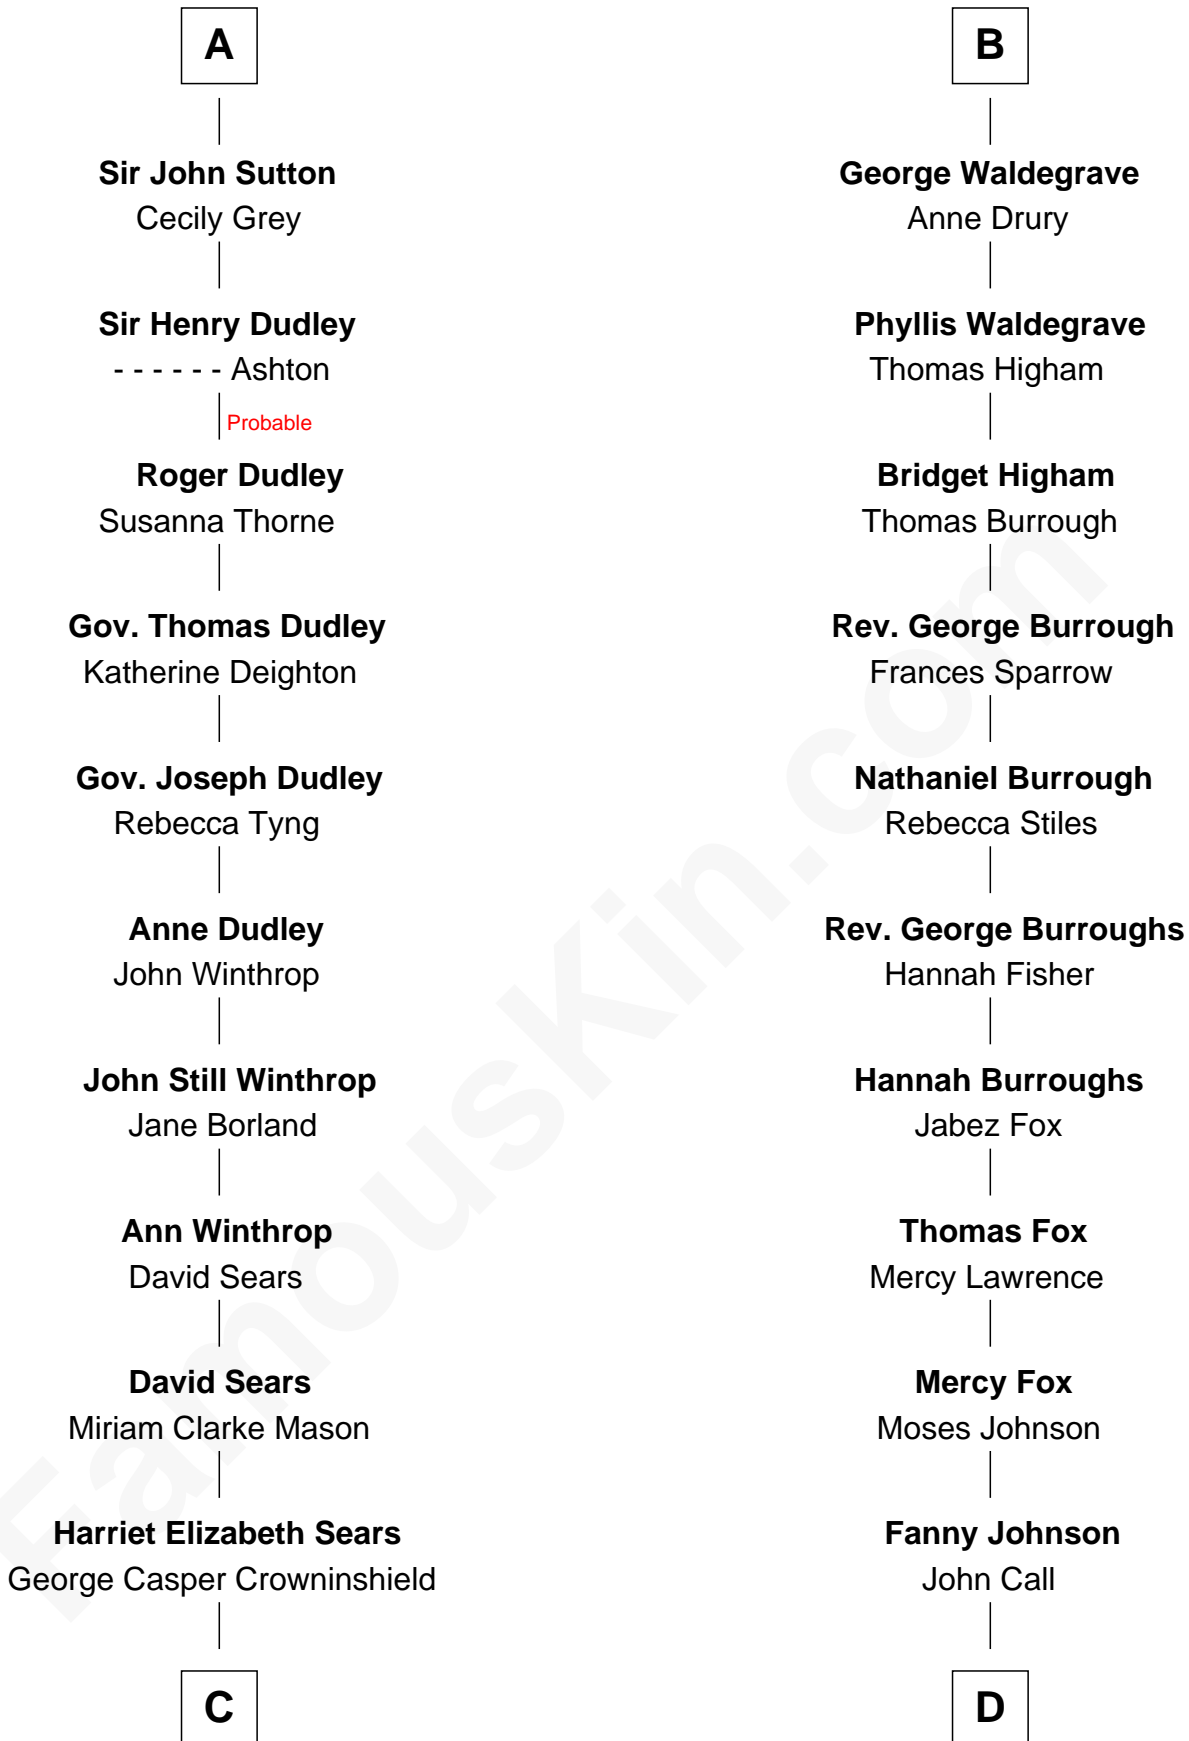 A
Sir John Sutton
Cecily Grey
Sir Henry Dudley
- - - - - - Ashton
Probable
Roger Dudley
Susanna Thorne
Gov. Thomas Dudley
Katherine Deighton
Gov. Joseph Dudley
Rebecca Tyng
Anne Dudley
John Winthrop
John Still Winthrop
Jane Borland
Ann Winthrop
David Sears
David Sears
Miriam Clarke Mason
Harriet Elizabeth Sears
George Casper Crowninshield
C
B
George Waldegrave
Anne Drury
Phyllis Waldegrave
Thomas Higham
Bridget Higham
Thomas Burrough
Rev. George Burrough
Frances Sparrow
Nathaniel Burrough
Rebecca Stiles
Rev. George Burroughs
Hannah Fisher
Hannah Burroughs
Jabez Fox
Thomas Fox
Mercy Lawrence
Mercy Fox
Moses Johnson
Fanny Johnson
John Call
D
FamousKin.com